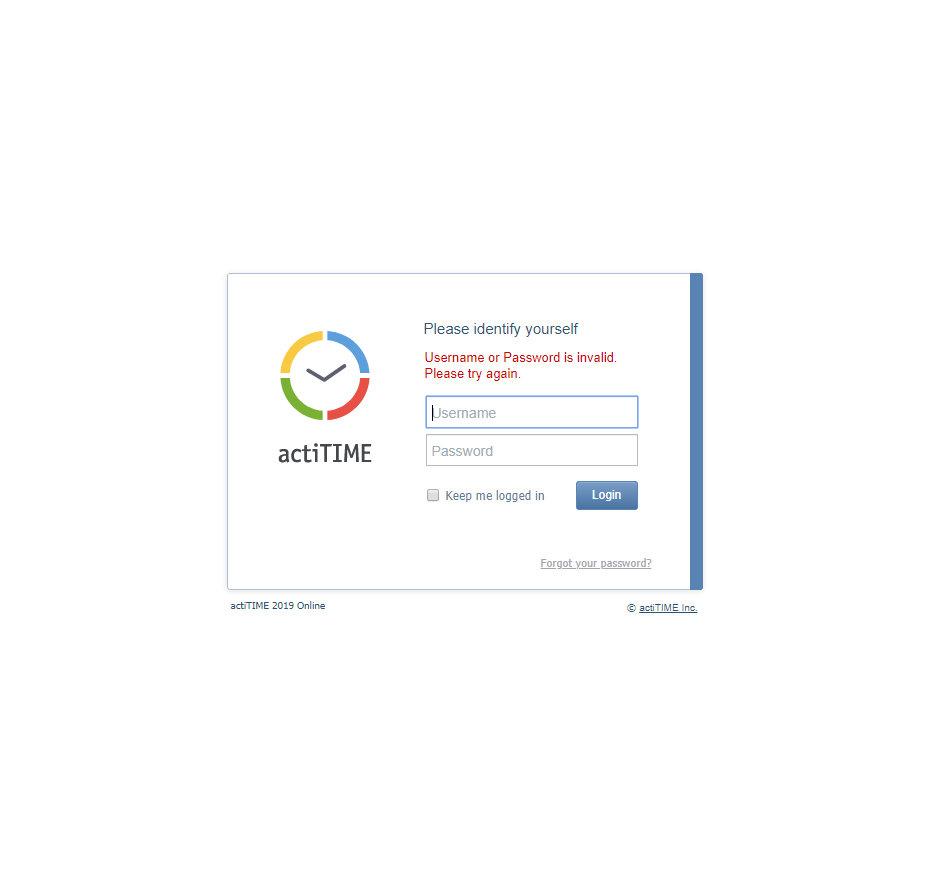 Please identify yourself
Username or Password is invalid.
Please try again.
Username
actiTIME
Password
Keep me logged in
Login
Forgot your password?
actiTIME 2019 Online
© actiTIME Inc.